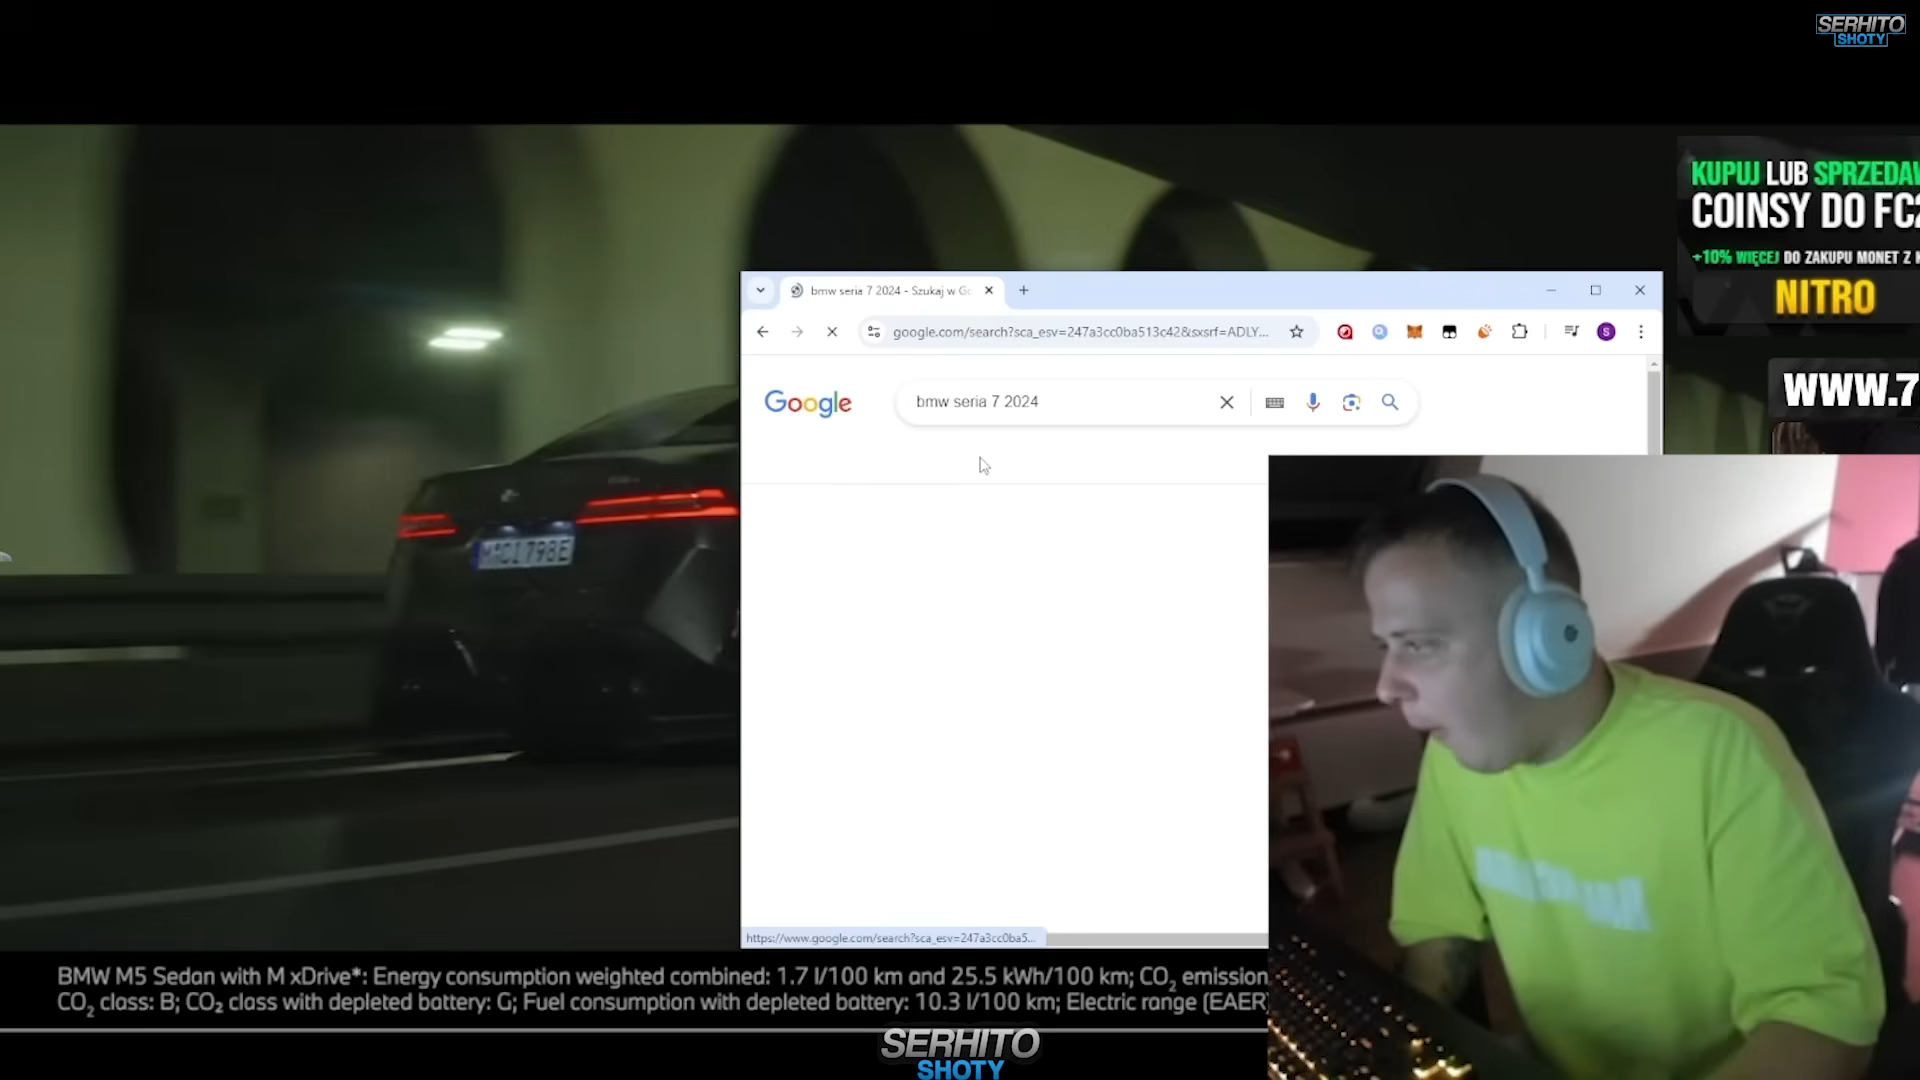 SERHITO
SHOTY
KUPUJ LUB SPRZEDAW
COINSY DO FC2
+10% WIĘCEJ DO ZAKUPU MONET Z K
NITRO
WWW.7
bmw seria 7 2024 - Szukaj w Gc
google.com/search?sca_esv=247a3cc0ba513c42&sxsrf=ADLY...
S
Google
bmw seria 7 2024
https://www.google.com/search?sca_esv=247a3cc0ba5...
BMW M5 Sedan with M xDrive*: Energy consumption weighted combined: 1.7 l/100 km and 25.5 kWh/100 km; CO₂ emission
CO₂ class: B; CO₂ class with depleted battery: G; Fuel consumption with depleted battery: 10.3 l/100 km; Electric range (EAER)
SERHITO
SHOTY